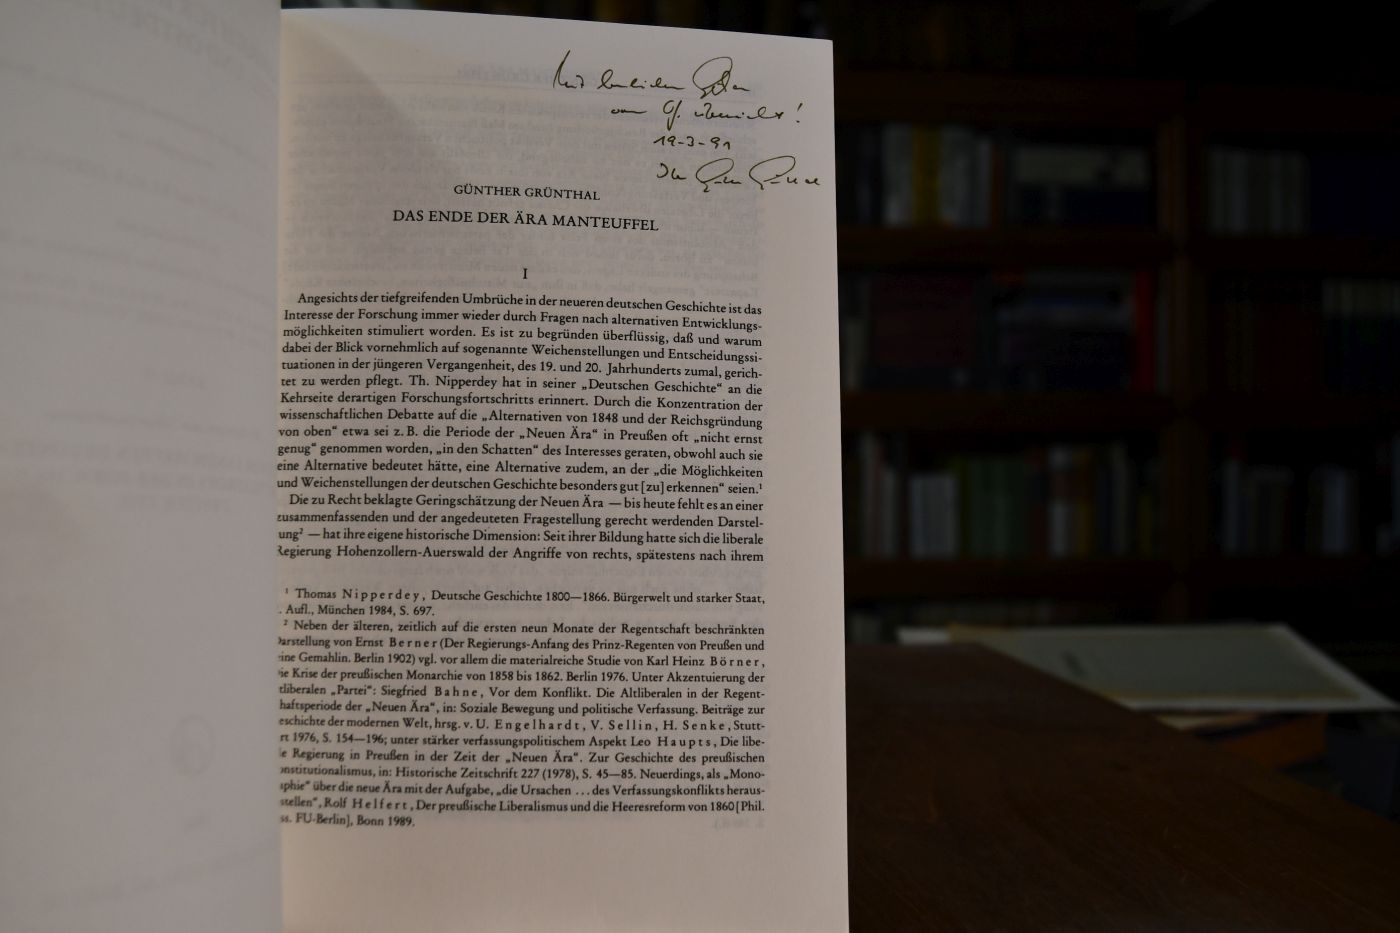 19-3-91
GÜNTHER GRÜNTHAL
DAS ENDE DER ÄRA MANTEUFFEL
I
Angesichts der tiefgreifenden Umbrüche in der neueren deutschen Geschichte ist das
Interesse der Forschung immer wieder durch Fragen nach alternativen Entwicklungs-
möglichkeiten stimuliert worden. Es ist zu begründen überflüssig, daß und warum
dabei der Blick vornehmlich auf sogenannte Weichenstellungen und Entscheidungssi-
tuationen in der jüngeren Vergangenheit, des 19. und 20. Jahrhunderts zumal, gerich-
tet zu werden pflegt. Th. Nipperdey hat in seiner „Deutschen Geschichte“ an die
Kehrseite derartigen Forschungsfortschritts erinnert. Durch die Konzentration der
wissenschaftlichen Debatte auf die „Alternativen von 1848 und der Reichsgründung
von oben“ etwa sei z. B. die Periode der „Neuen Ära“ in Preußen oft „nicht ernst
genug“ genommen worden, „in den Schatten“ des Interesses geraten, obwohl auch sie
eine Alternative bedeutet hätte, eine Alternative zudem, an der „die Möglichkeiten
und Weichenstellungen der deutschen Geschichte besonders gut [zu] erkennen“ seien.¹
Die zu Recht beklagte Geringschätzung der Neuen Ära — bis heute fehlt es an einer
zusammenfassenden und der angedeuteten Fragestellung gerecht werdenden Darstel-
ung² — hat ihre eigene historische Dimension: Seit ihrer Bildung hatte sich die liberale
Regierung Hohenzollern-Auerswald der Angriffe von rechts, spätestens nach ihrem
¹ Thomas Nipperdey, Deutsche Geschichte 1800—1866. Bürgerwelt und starker Staat,
. Aufl., München 1984, S. 697.
² Neben der älteren, zeitlich auf die ersten neun Monate der Regentschaft beschränkten
Darstellung von Ernst Berner (Der Regierungs-Anfang des Prinz-Regenten von Preußen und
eine Gemahlin. Berlin 1902) vgl. vor allem die materialreiche Studie von Karl Heinz Börner,
ie Krise der preußischen Monarchie von 1858 bis 1862. Berlin 1976. Unter Akzentuierung der
tliberalen „Partei“: Siegfried Bahne, Vor dem Konflikt. Die Altliberalen in der Regent-
haftsperiode der „Neuen Ära“, in: Soziale Bewegung und politische Verfassung. Beiträge zur
eschichte der modernen Welt, hrsg. v. U. Engelhardt, V. Sellin, H. Senke, Stutt-
rt 1976, S. 154—196; unter stärker verfassungspolitischem Aspekt Leo Haupts, Die libe-
le Regierung in Preußen in der Zeit der „Neuen Ära“. Zur Geschichte des preußischen
onstitutionalismus, in: Historische Zeitschrift 227 (1978), S. 45—85. Neuerdings, als „Mono-
aphie“ über die neue Ära mit der Aufgabe, „die Ursachen ... des Verfassungskonflikts heraus-
stellen“, Rolf Helfert, Der preußische Liberalismus und die Heeresreform von 1860 [Phil.
ss. FU-Berlin], Bonn 1989.